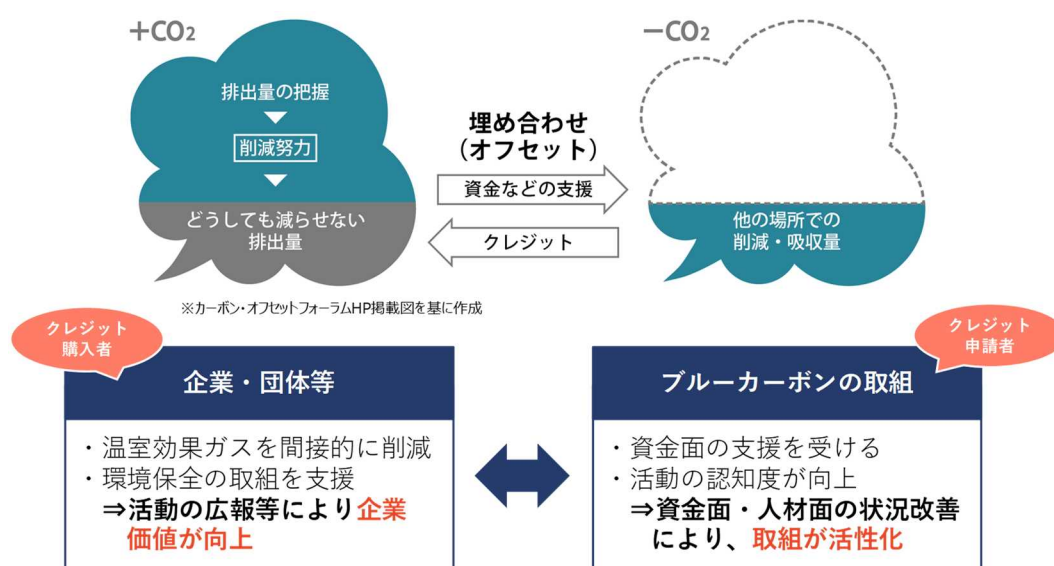 +CO₂
排出量の把握
削減努力
どうしても減らせない
排出量
埋め合わせ
(オフセット)
資金などの支援
クレジット
−CO₂
他の場所での
削減・吸収量
※カーボン・オフセットフォーラムHP掲載図を基に作成
クレジット
購入者
企業・団体等
・温室効果ガスを間接的に削減
・環境保全の取組を支援
⇒活動の広報等により企業
価値が向上
クレジット
申請者
ブルーカーボンの取組
・資金面の支援を受ける
・活動の認知度が向上
⇒資金面・人材面の状況改善
により、取組が活性化